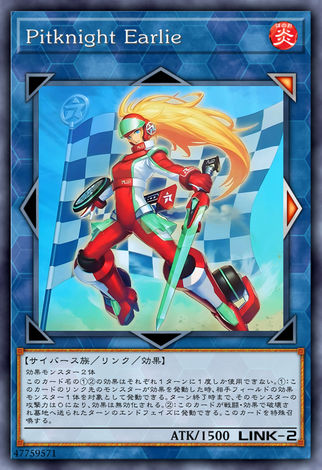 Pitknight Earlie
炎
【サイバース族／リンク／効果】
効果モンスター２体
このカード名の①②の効果はそれぞれ１ターンに１度しか使用できない。①：こ
のカードのリンク先のモンスターが効果を発動した時、相手フィールドの効果
モンスター１体を対象として発動できる。ターン終了時まで、そのモンスターの
攻撃力は０になり、効果は無効化される。②：このカードが戦闘・効果で破壊さ
れ墓地へ送られたターンのエンドフェイズに発動できる。このカードを特殊召
喚する。
ATK/1500 LINK-2
47759571